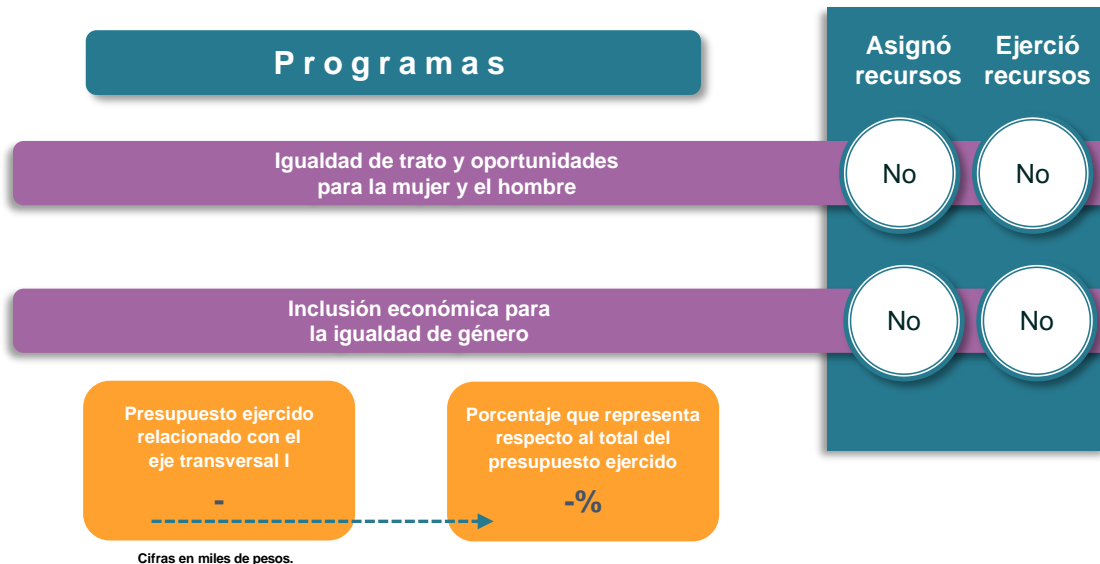 Programas
Asignó
recursos
Ejerció
recursos
Igualdad de trato y oportunidades
para la mujer y el hombre
No
No
Inclusión económica para
la igualdad de género
No
No
Presupuesto ejercido
relacionado con el
eje transversal I
-
Porcentaje que representa
respecto al total del
presupuesto ejercido
-%
Cifras en miles de pesos.